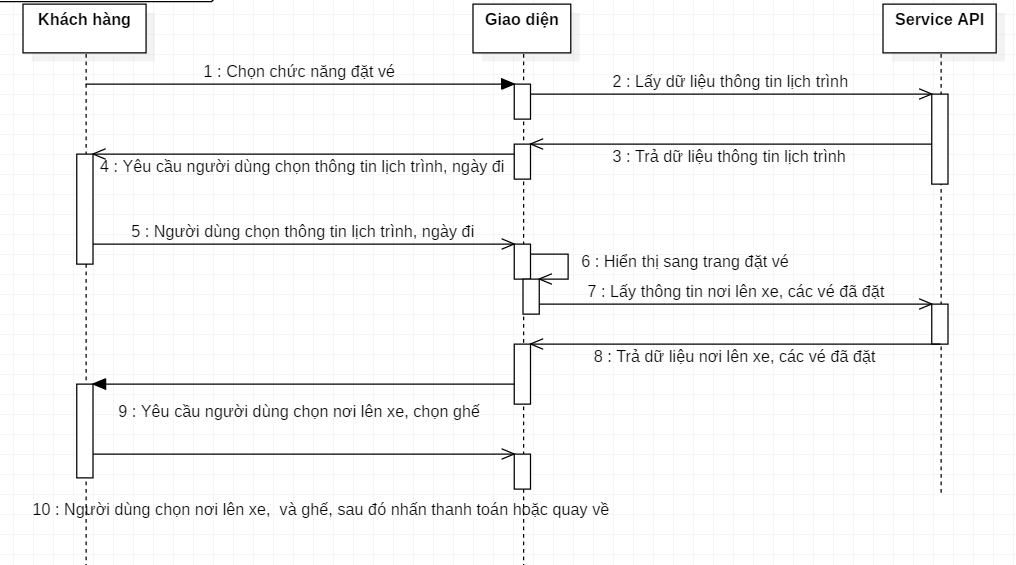 Khách hàng
Giao diện
Service API
1 : Chọn chức năng đặt vé
2 : Lấy dữ liệu thông tin lịch trình
3 : Trả dữ liệu thông tin lịch trình
4 : Yêu cầu người dùng chọn thông tin lịch trình, ngày đi
5 : Người dùng chọn thông tin lịch trình, ngày đi
6 : Hiển thị sang trang đặt vé
7 : Lấy thông tin nơi lên xe, các vé đã đặt
8 : Trả dữ liệu nơi lên xe, các vé đã đặt
9 : Yêu cầu người dùng chọn nơi lên xe, chọn ghế
10 : Người dùng chọn nơi lên xe,  và ghế, sau đó nhấn thanh toán hoặc quay về